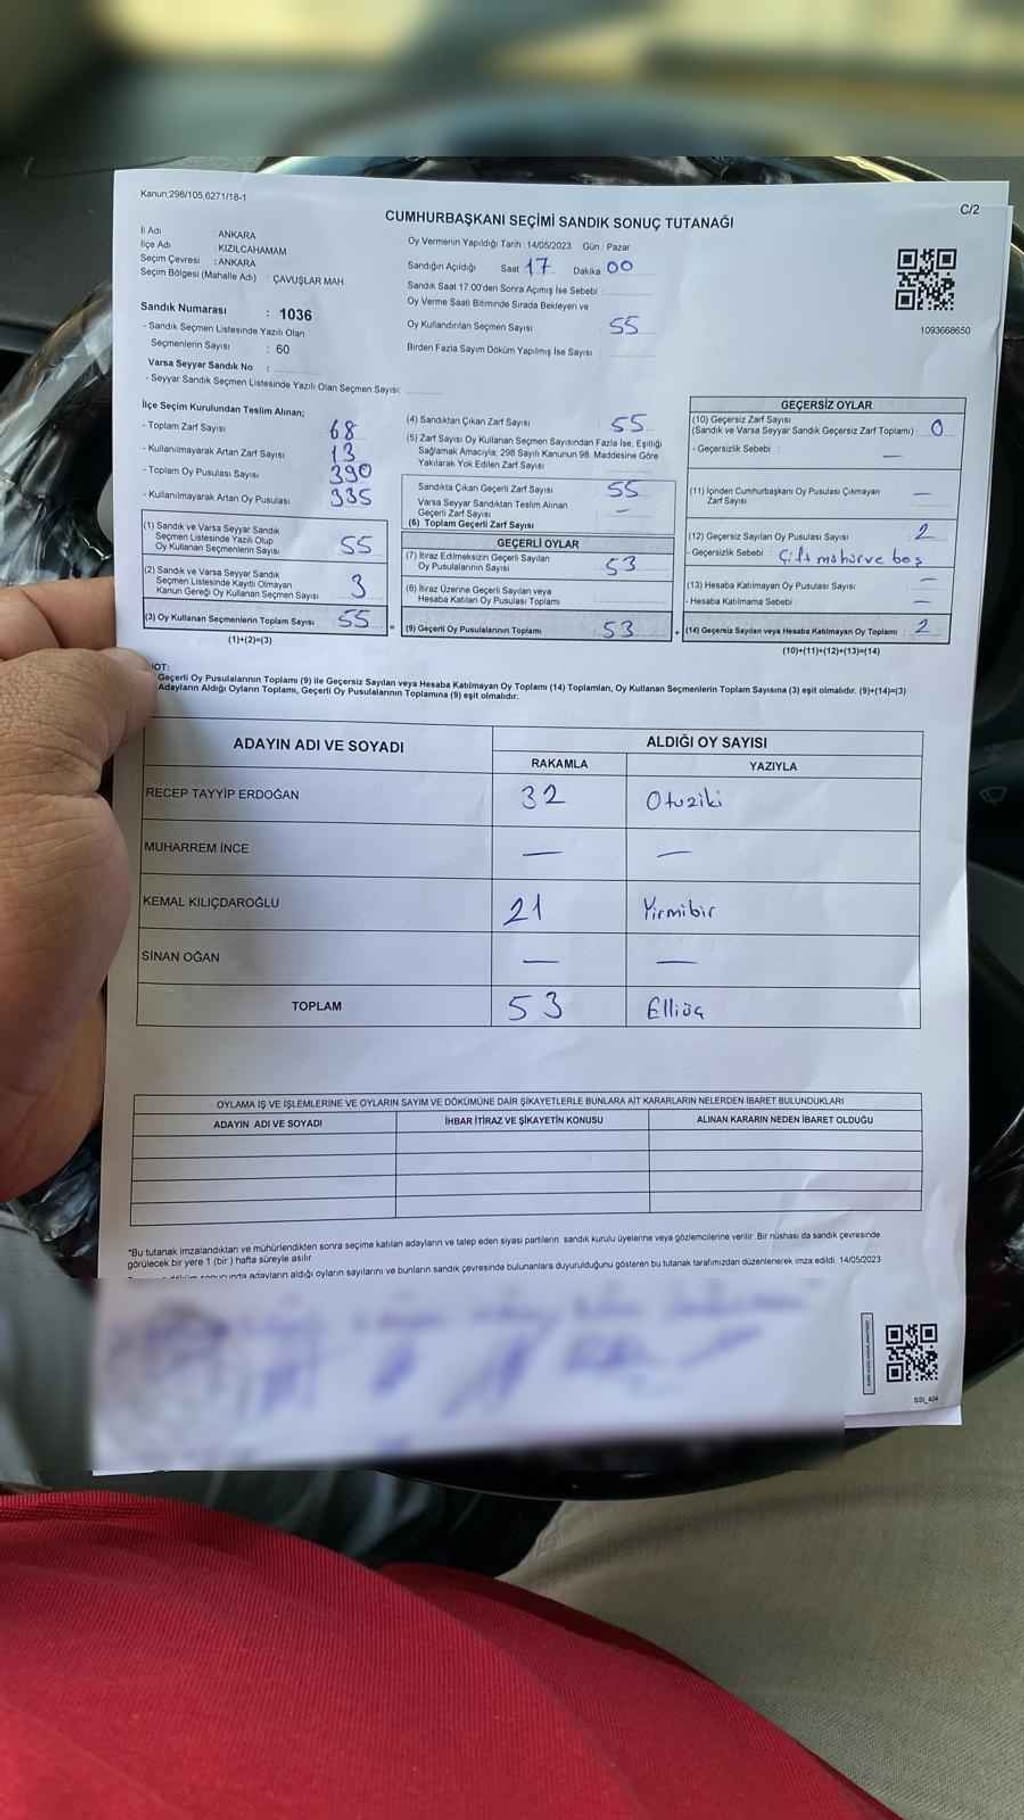 Kanun:298/105,6271/18-1
C/2
CUMHURBAŞKANI SEÇİMİ SANDIK SONUÇ TUTANAĞI
İl Adı ANKARA
İlçe Adı KIZILCAHAMAM
Seçim Çevresi : ANKARA
Seçim Bölgesi (Mahalle Adı) : ÇAVUŞLAR MAH.
Sandık Numarası : 1036
- Sandık Seçmen Listesinde Yazılı Olan
Seçmenlerin Sayısı : 60
Varsa Seyyar Sandık No :
- Seyyar Sandık Seçmen Listesinde Yazılı Olan Seçmen Sayısı:
Oy Vermenin Yapıldığı Tarih : 14/05/2023 Gün : Pazar
Sandığın Açıldığı Saat 17 Dakika 00
Sandık Saat 17.00'den Sonra Açımış İse Sebebi :
Oy Verme Saati Bitiminde Sırada Bekleyen ve
Oy Kullandırılan Seçmen Sayısı 55
Birden Fazla Sayım Döküm Yapılmış İse Sayısı
1093668650
İlçe Seçim Kurulundan Teslim Alınan;
- Toplam Zarf Sayısı 68
- Kullanılmayarak Artan Zarf Sayısı 13
- Toplam Oy Pusulası Sayısı 390
- Kullanılmayarak Artan Oy Pusulası 335
(1) Sandık ve Varsa Seyyar Sandık
Seçmen Listesinde Yazılı Olup
Oy Kullanan Seçmenlerin Sayısı 55
(2) Sandık ve Varsa Seyyar Sandık
Seçmen Listesinde Kayıtlı Olmayan
Kanun Gereği Oy Kullanan Seçmen Sayısı 3
(3) Oy Kullanan Seçmenlerin Toplam Sayısı 55
(1)+(2)=(3)
(4) Sandıktan Çıkan Zarf Sayısı 55
(5) Zarf Sayısı Oy Kullanan Seçmen Sayısından Fazla İse, Eşitliği
Sağlamak Amacıyla; 298 Sayılı Kanunun 98. Maddesine Göre
Yakılarak Yok Edilen Zarf Sayısı
Sandıkta Çıkan Geçerli Zarf Sayısı 55
Varsa Seyyar Sandıktan Teslim Alınan
Geçerli Zarf Sayısı —
(6) Toplam Geçerli Zarf Sayısı
GEÇERLİ OYLAR
(7) İtiraz Edilmeksizin Geçerli Sayılan
Oy Pusulalarının Sayısı 53
(8) İtiraz Üzerine Geçerli Sayılan veya
Hesaba Katılan Oy Pusulası Toplamı
= (9) Geçerli Oy Pusulalarının Toplamı 53
GEÇERSİZ OYLAR
(10) Geçersiz Zarf Sayısı
(Sandık ve Varsa Seyyar Sandık Geçersiz Zarf Toplamı) 0
- Geçersizlik Sebebi : —
(11) İçinden Cumhurbaşkanı Oy Pusulası Çıkmayan
Zarf Sayısı —
(12) Geçersiz Sayılan Oy Pusulası Sayısı 2
- Geçersizlik Sebebi Çift mühürve boş
(13) Hesaba Katılmayan Oy Pusulası Sayısı —
- Hesaba Katılmama Sebebi —
+ (14) Geçersiz Sayılan veya Hesaba Katılmayan Oy Toplamı : 2
(10)+(11)+(12)+(13)=(14)
NOT:
Geçerli Oy Pusulalarının Toplamı (9) ile Geçersiz Sayılan veya Hesaba Katılmayan Oy Toplamı (14) Toplamları, Oy Kullanan Seçmenlerin Toplam Sayısına (3) eşit olmalıdır. (9)+(14)=(3)
Adayların Aldığı Oyların Toplamı, Geçerli Oy Pusulalarının Toplamına (9) eşit olmalıdır.
ADAYIN ADI VE SOYADI ALDIĞI OY SAYISI
RAKAMLA YAZIYLA
RECEP TAYYİP ERDOĞAN 32 Otuziki
MUHARREM İNCE — —
KEMAL KILIÇDAROĞLU 21 Yirmibir
SİNAN OĞAN — —
TOPLAM 53 Elliüç
OYLAMA İŞ VE İŞLEMLERİNE VE OYLARIN SAYIM VE DÖKÜMÜNE DAİR ŞİKAYETLERLE BUNLARA AİT KARARLARIN NELERDEN İBARET BULUNDUKLARI
ADAYIN ADI VE SOYADI İHBAR İTİRAZ VE ŞİKAYETİN KONUSU ALINAN KARARIN NEDEN İBARET OLDUĞU
*Bu tutanak imzalandıktan ve mühürlendikten sonra seçime katılan adayların ve talep eden siyasi partilerin sandık kurulu üyelerine veya gözlemcilerine verilir. Bir nüshası da sandık çevresinde
görülecek bir yere 1 (bir ) hafta süreyle asılır.
sonucunda adayların aldığı oyların sayılarını ve bunların sandık çevresinde bulunanlara duyurulduğunu gösteren bu tutanak tarafımızdan düzenlenerek imza edildi. 14/05/2023